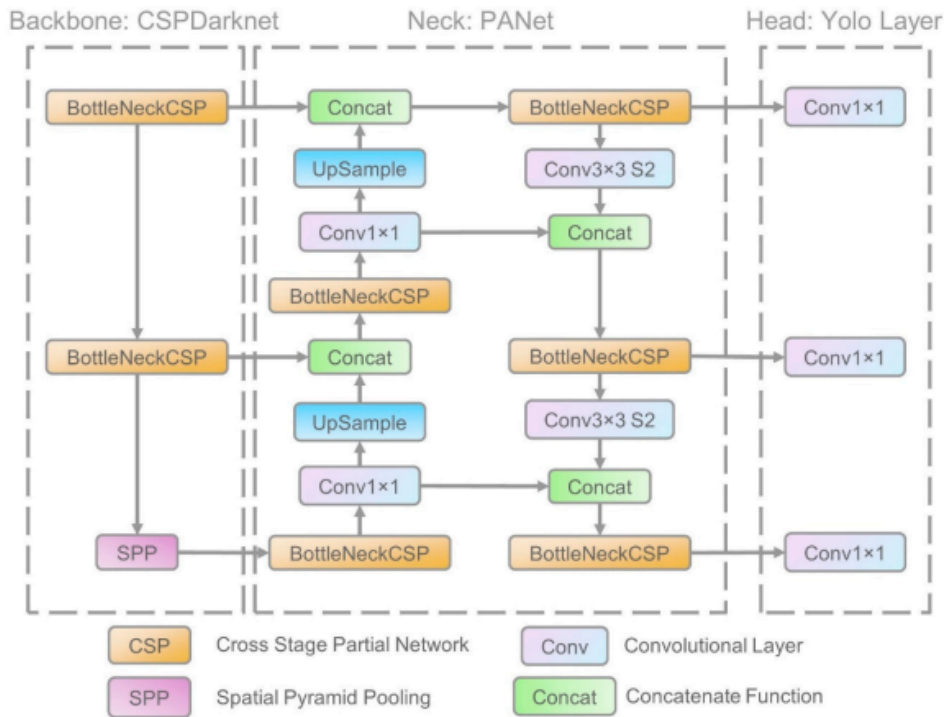 Backbone: CSPDarknet
Neck: PANet
Head: Yolo Layer
BottleNeckCSP
Concat
BottleNeckCSP
Conv1×1
UpSample
Conv3×3 S2
Conv1×1
Concat
BottleNeckCSP
BottleNeckCSP
Concat
BottleNeckCSP
Conv1×1
UpSample
Conv3×3 S2
Conv1×1
Concat
SPP
BottleNeckCSP
BottleNeckCSP
Conv1×1
CSP
Cross Stage Partial Network
Conv
Convolutional Layer
SPP
Spatial Pyramid Pooling
Concat
Concatenate Function